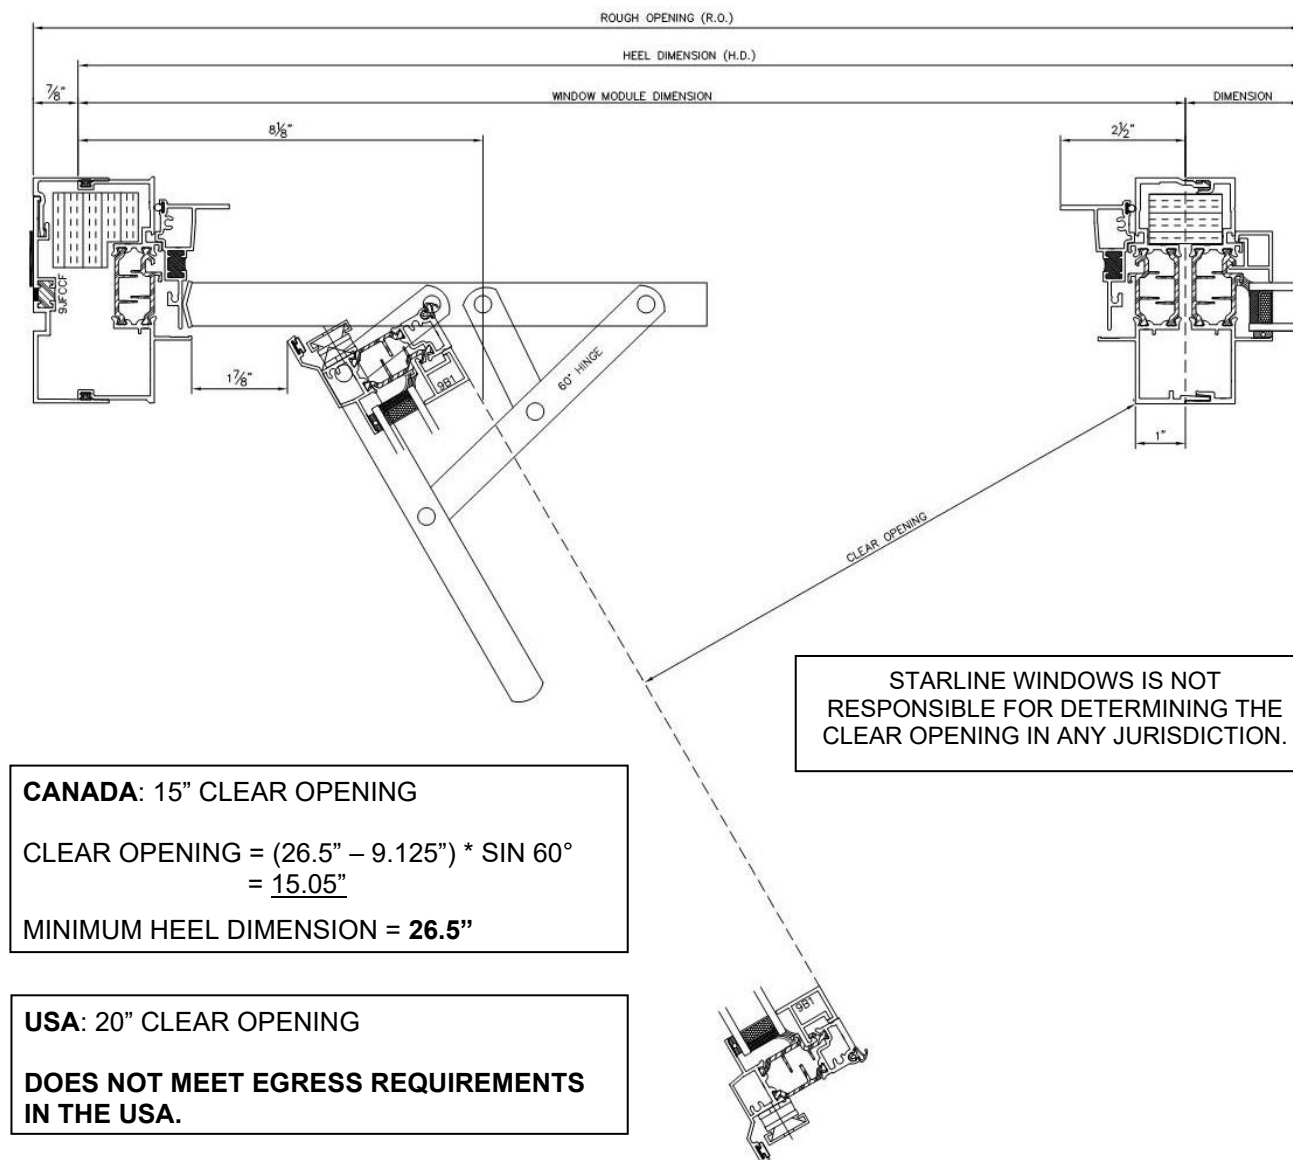 ROUGH OPENING (R.O.)
HEEL DIMENSION (H.D.)
7/8"
WINDOW MODULE DIMENSION
DIMENSION
8 1/8"
2 1/2"
9JFCCF
1 7/8"
9B1
60° HINGE
1"
CLEAR OPENING
STARLINE WINDOWS IS NOT
RESPONSIBLE FOR DETERMINING THE
CLEAR OPENING IN ANY JURISDICTION.
CANADA: 15” CLEAR OPENING
CLEAR OPENING = (26.5” – 9.125”) * SIN 60°
= 15.05”
MINIMUM HEEL DIMENSION = 26.5”
USA: 20” CLEAR OPENING
DOES NOT MEET EGRESS REQUIREMENTS
IN THE USA.
9B1